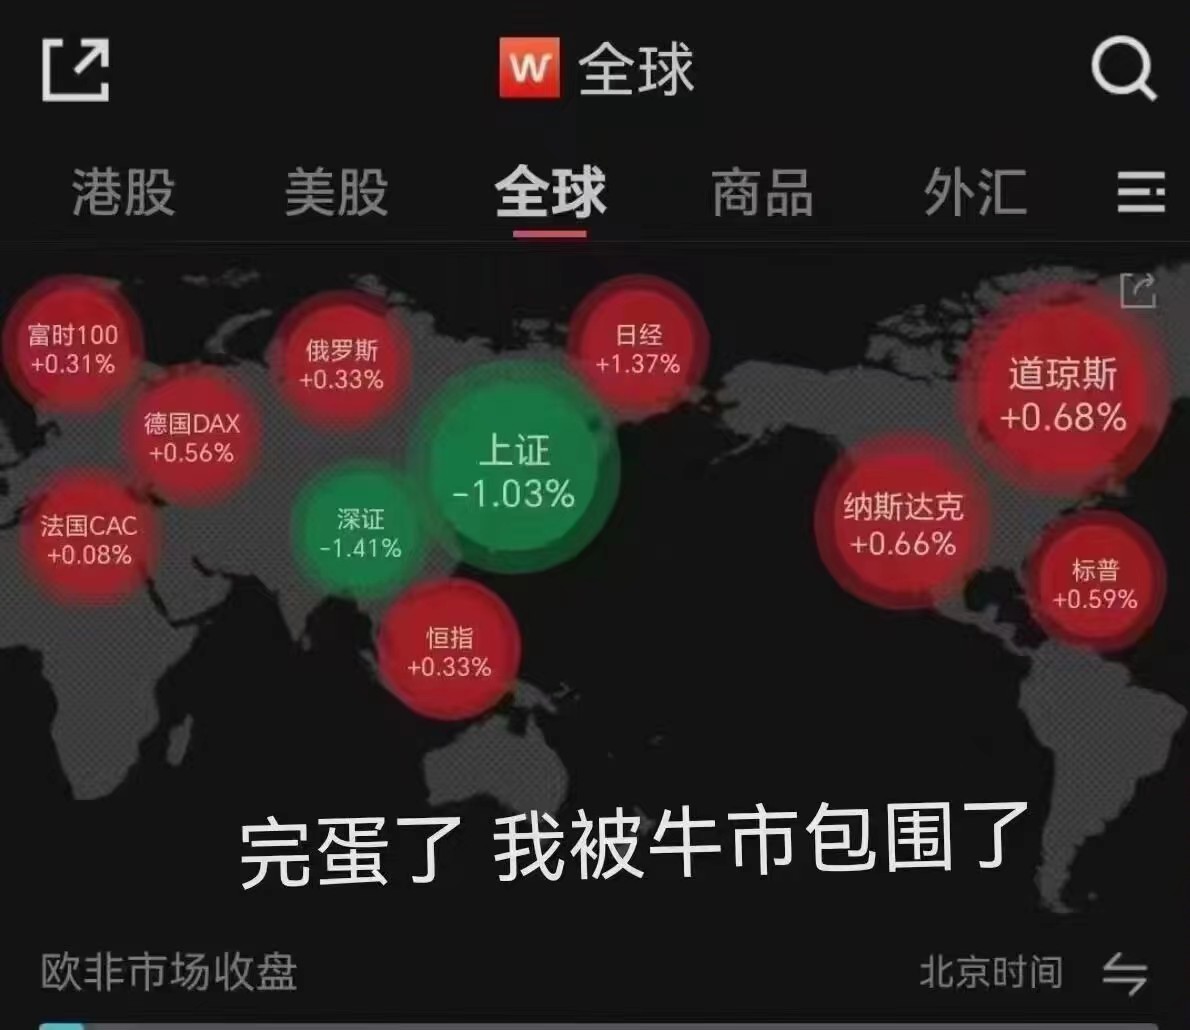 W 全球
港股 美股 全球 商品 外汇
富时100
+0.31%
俄罗斯
+0.33%
日经
+1.37%
道琼斯
+0.68%
德国DAX
+0.56%
上证
-1.03%
纳斯达克
+0.66%
法国CAC
+0.08%
深证
-1.41%
标普
+0.59%
恒指
+0.33%
完蛋了 我被牛市包围了
欧非市场收盘 北京时间